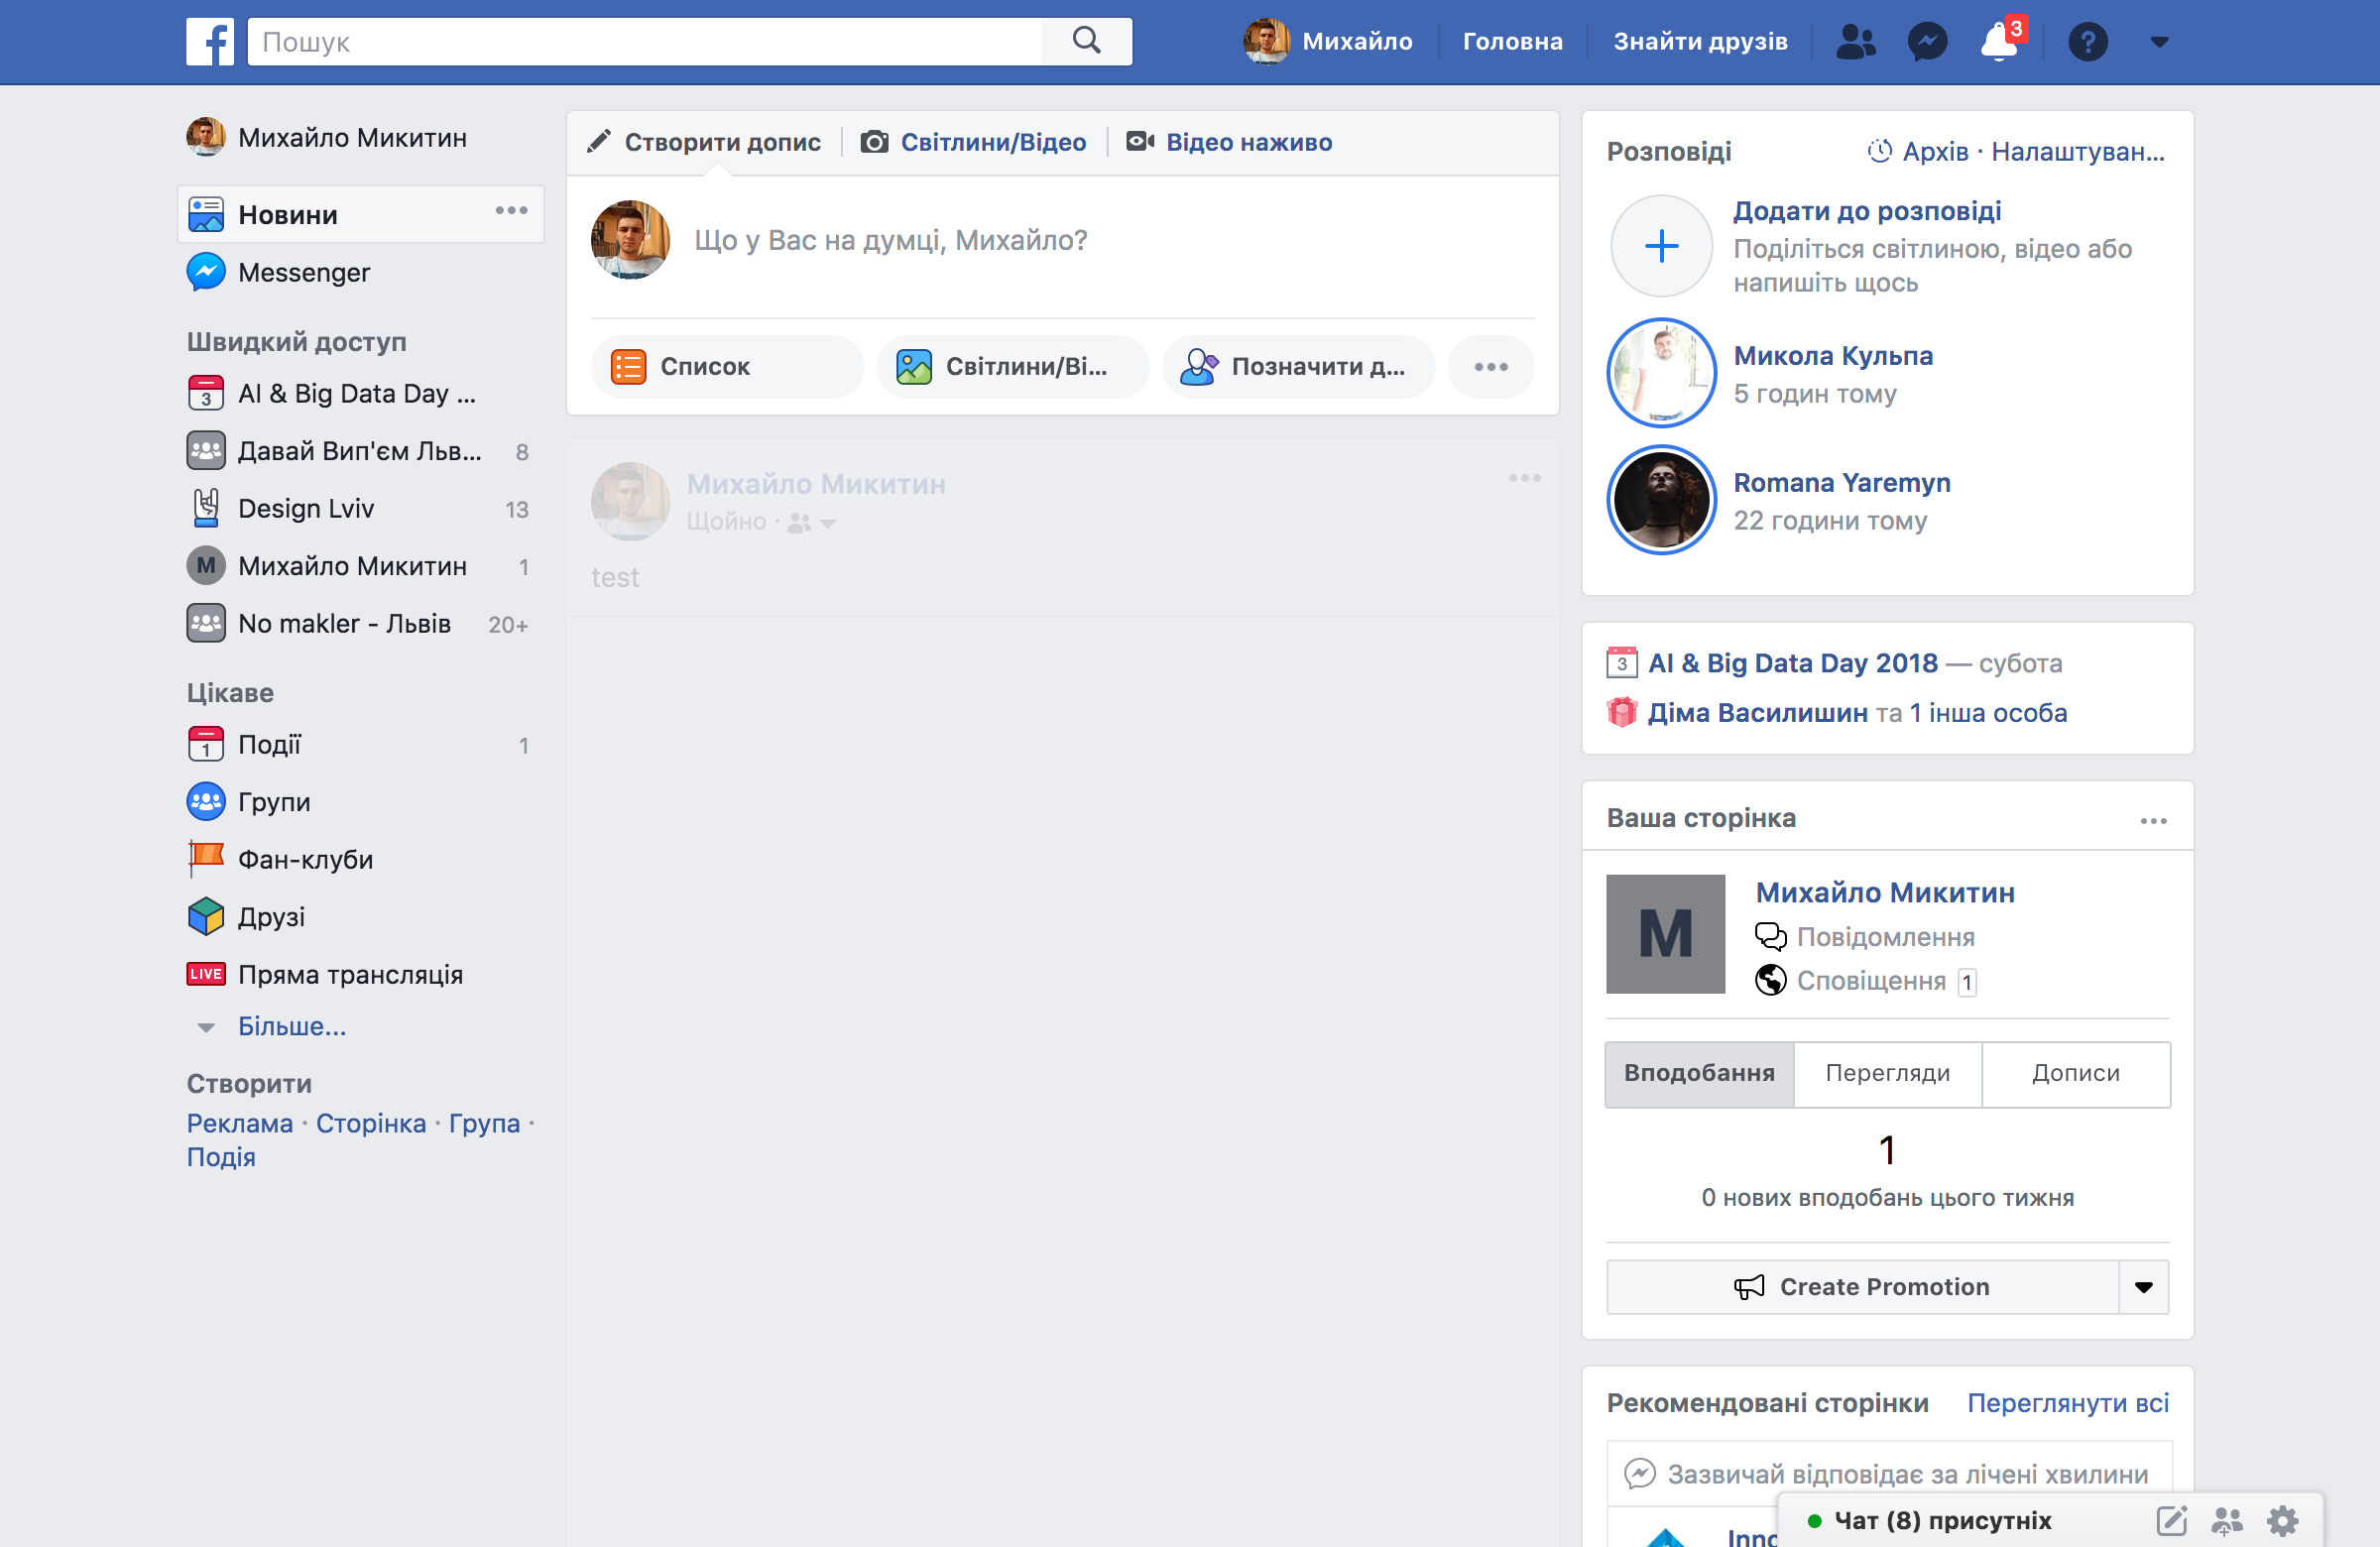 Пошук
Михайло
Головна
Знайти друзів
3
?
Михайло Микитин
Новини
Messenger
Швидкий доступ
3
AI & Big Data Day ...
Давай Вип'єм Льв... 8
Design Lviv 13
M
Михайло Микитин 1
No makler - Львів 20+
Цікаве
1
Події 1
Групи
Фан-клуби
Друзі
LIVE
Пряма трансляція
Більше...
Створити
Реклама · Сторінка · Група ·
Подія
Створити допис
Світлини/Відео
Відео наживо
Що у Вас на думці, Михайло?
Список
Світлини/Ві...
Позначити д...
Михайло Микитин
Щойно ·
test
Розповіді
Архів · Налаштуван...
Додати до розповіді
Поділіться світлиною, відео або
напишіть щось
Микола Кульпа
5 годин тому
Romana Yaremyn
22 години тому
3
AI & Big Data Day 2018 — субота
Діма Василишин та 1 інша особа
Ваша сторінка
M
Михайло Микитин
Повідомлення
Сповіщення 1
Вподобання
Перегляди
Дописи
1
0 нових вподобань цього тижня
Create Promotion
Рекомендовані сторінки
Переглянути всі
Зазвичай відповідає за лічені хвилини
Чат (8) присутніх